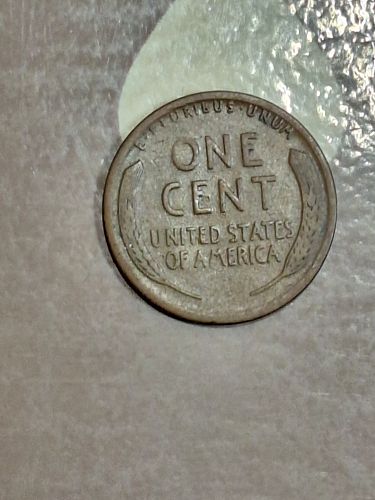 E·PLURIBUS·UNUM
ONE
CENT
UNITED STATES
OF AMERICA